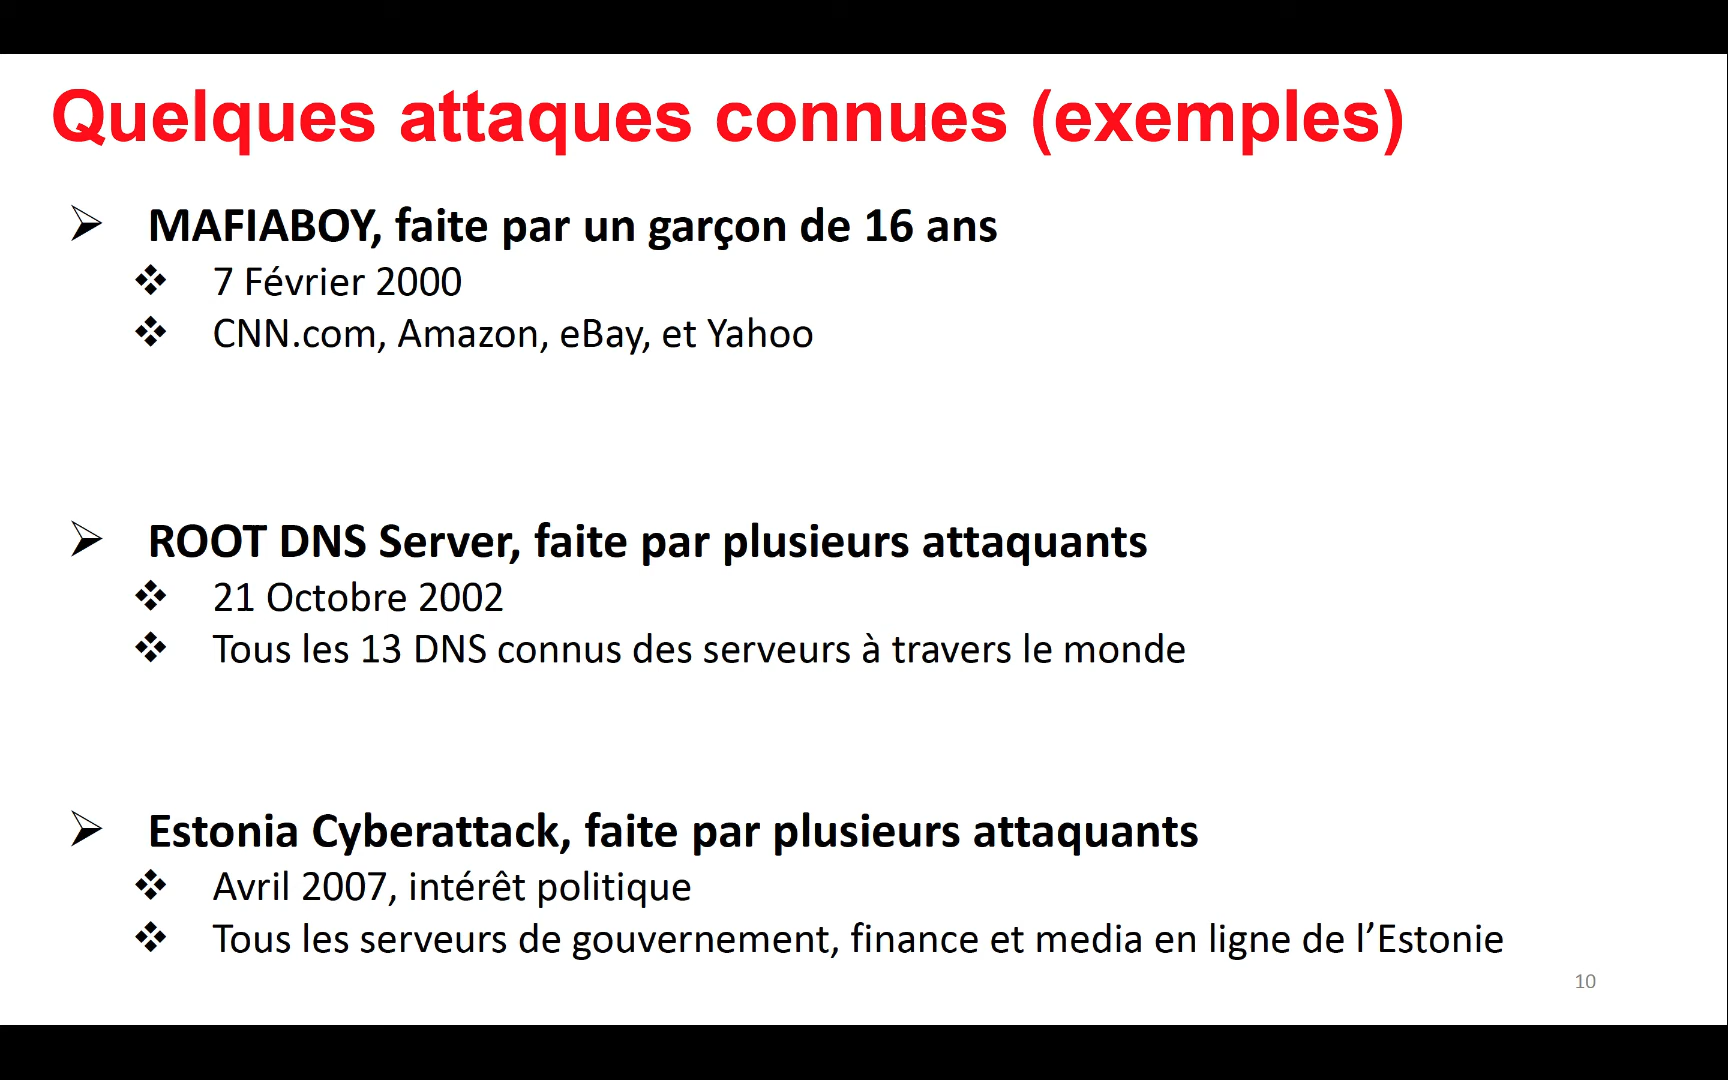 Quelques attaques connues (exemples)
MAFIABOY, faite par un garçon de 16 ans
7 Février 2000
CNN.com, Amazon, eBay, et Yahoo
ROOT DNS Server, faite par plusieurs attaquants
21 Octobre 2002
Tous les 13 DNS connus des serveurs à travers le monde
Estonia Cyberattack, faite par plusieurs attaquants
Avril 2007, intérêt politique
Tous les serveurs de gouvernement, finance et media en ligne de l’Estonie
10